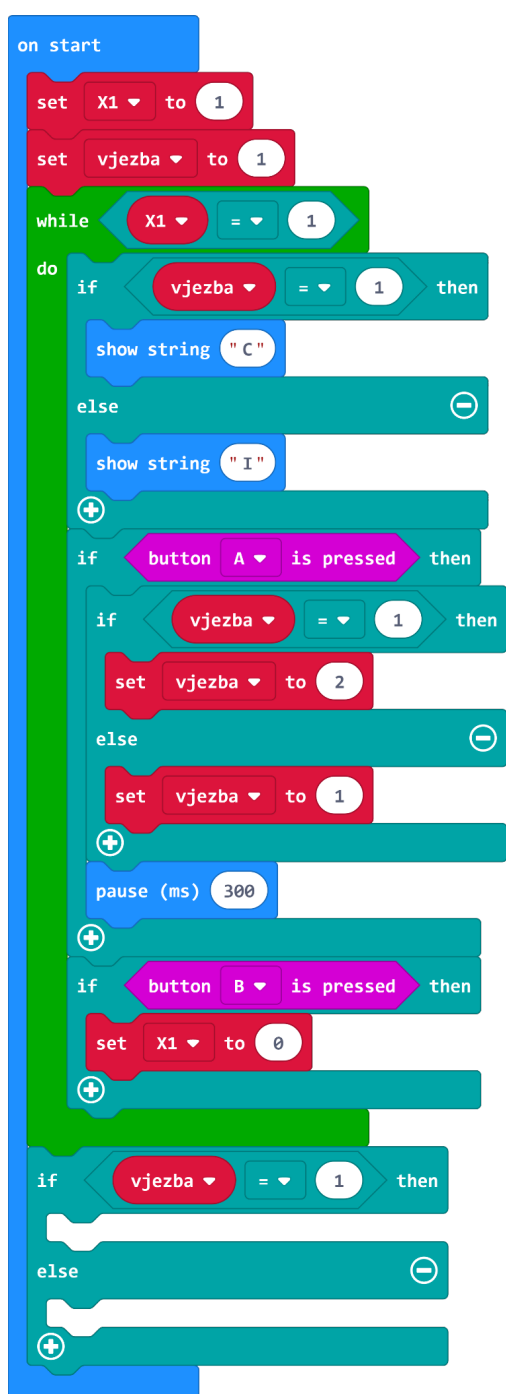 on start
set X1 to 1
set vjezba to 1
while X1 = 1
do
if vjezba = 1 then
show string "C"
else
show string "I"
if button A is pressed then
if vjezba = 1 then
set vjezba to 2
else
set vjezba to 1
pause (ms) 300
if button B is pressed then
set X1 to 0
if vjezba = 1 then
else